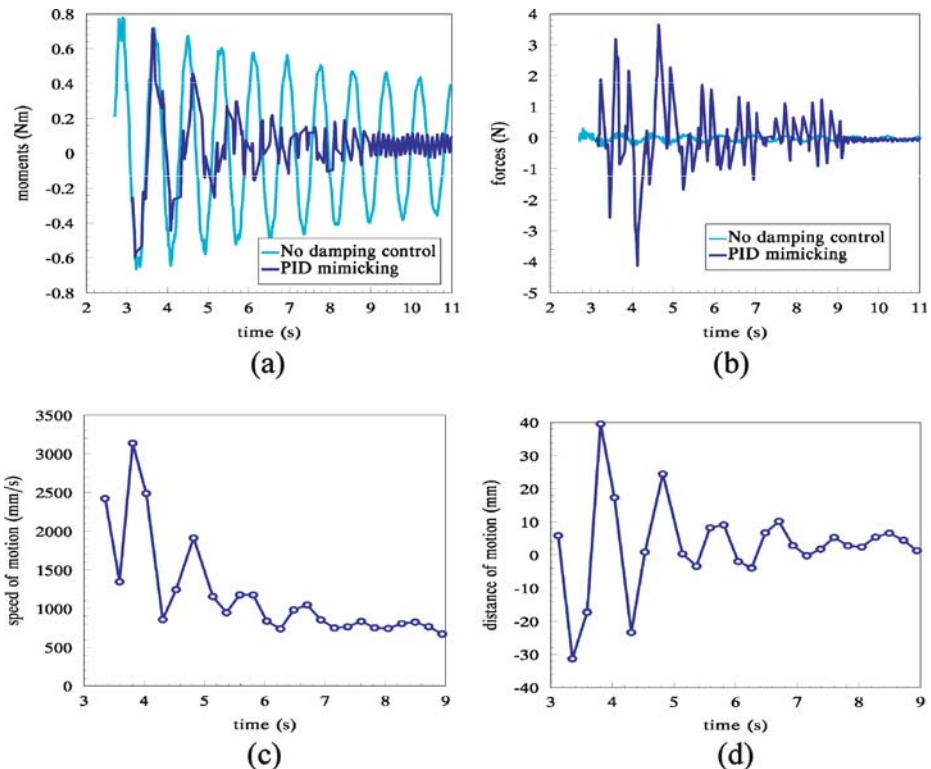 0.8
0.6
0.4
0.2
0
-0.2
-0.4
-0.6
-0.8
moments (Nm)
No damping control
PID mimicking
2 3 4 5 6 7 8 9 10 11
time (s)
(a)
5
4
3
2
1
0
-1
-2
-3
-4
-5
forces (N)
No damping control
PID mimicking
2 3 4 5 6 7 8 9 10 11
time (s)
(b)
3500
3000
2500
2000
1500
1000
500
0
speed of motion (mm/s)
3 4 5 6 7 8 9
time (s)
(c)
40
30
20
10
0
-10
-20
-30
-40
distance of motion (mm)
3 4 5 6 7 8 9
time (s)
(d)